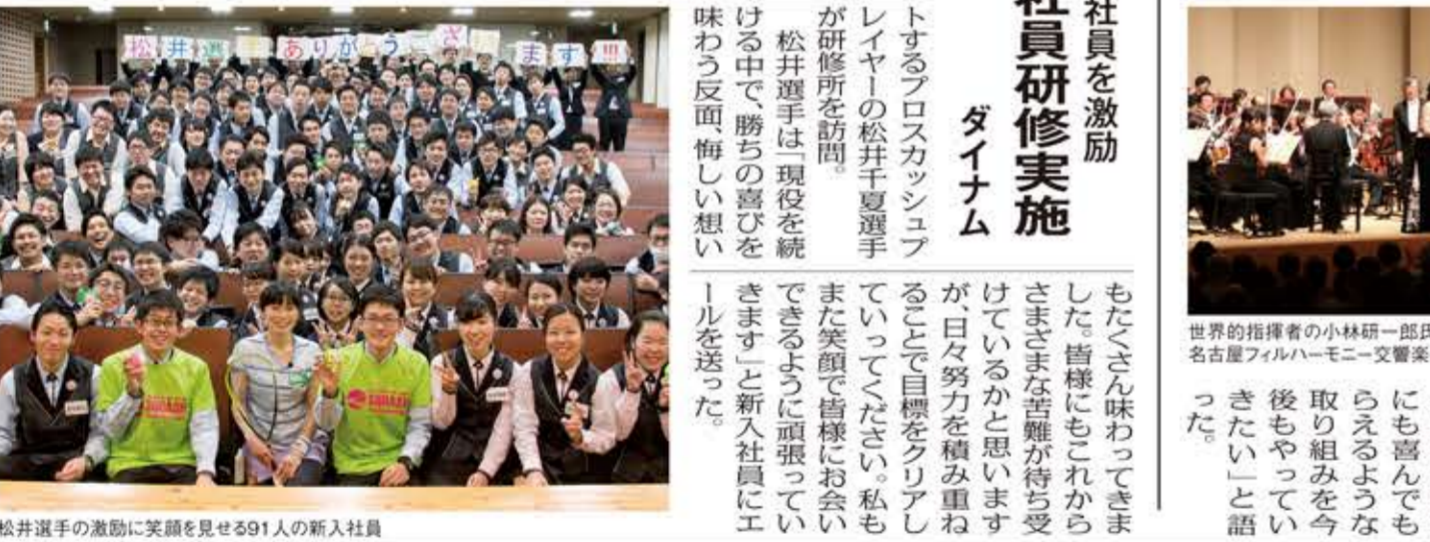 社員を激励
社員研修実施
ダイナム
トするプロスカッシュプ
レイヤーの松井千夏選手
が研修所を訪問。
松井選手は「現役を続
ける中で、勝ちの喜びを
味わう反面、悔しい想い
もたくさん味わってきま
した。皆様にもこれから
さまざまな苦難が待ち受
けているかと思います
が、日々努力を積み重ね
ることで目標をクリアし
ていってください。私も
また笑顔で皆様にお会い
できるように頑張ってい
きます」と新入社員にエ
ールを送った。
松井選手ありがとうございます!!!
松井選手の激励に笑顔を見せる91人の新入社員
世界的指揮者の小林研一郎氏
名古屋フィルハーモニー交響楽
にも喜んでも
らえるような
取り組みを今
後もやってい
きたい」と語
った。